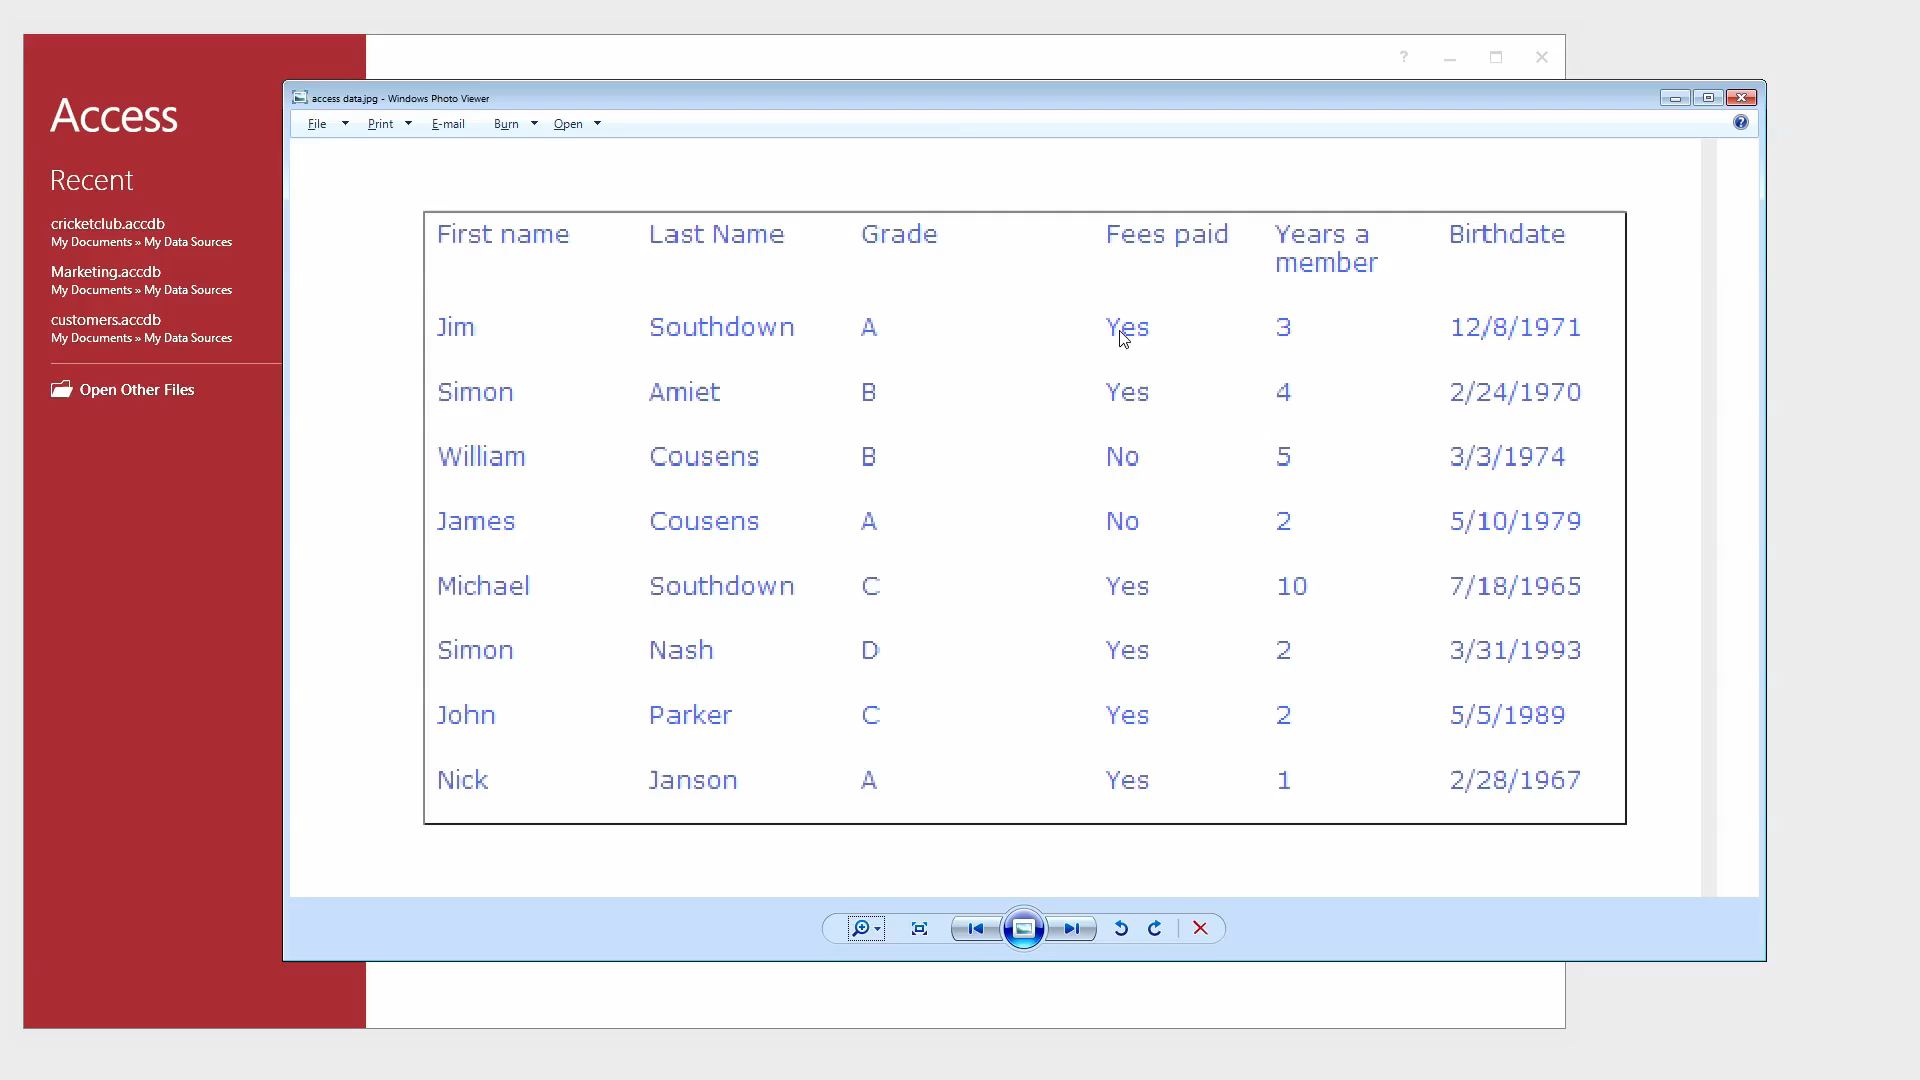 ?
Access
Recent
cricketclub.accdb
My Documents » My Data Sources
Marketing.accdb
My Documents » My Data Sources
customers.accdb
My Documents » My Data Sources
Open Other Files
access data.jpg - Windows Photo Viewer
File Print E-mail Burn Open
First name Last Name Grade Fees paid Years a member Birthdate
Jim Southdown A Yes 3 12/8/1971
Simon Amiet B Yes 4 2/24/1970
William Cousens B No 5 3/3/1974
James Cousens A No 2 5/10/1979
Michael Southdown C Yes 10 7/18/1965
Simon Nash D Yes 2 3/31/1993
John Parker C Yes 2 5/5/1989
Nick Janson A Yes 1 2/28/1967